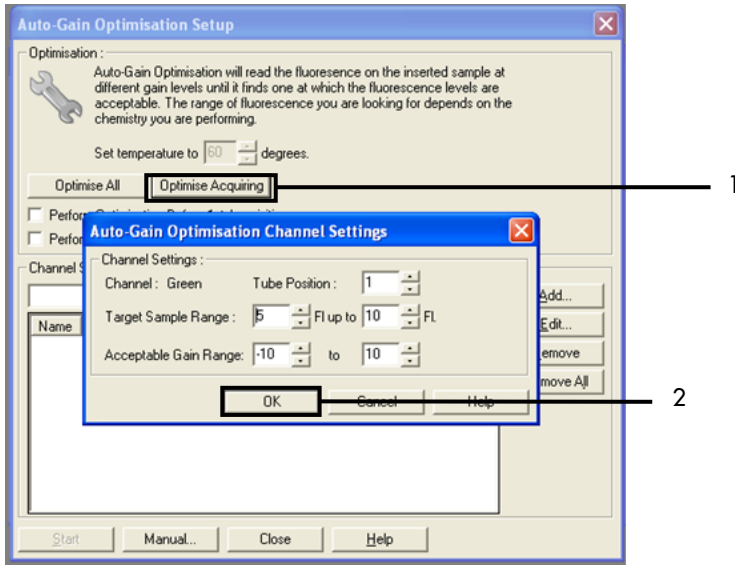 Auto-Gain Optimisation Setup
Optimisation :
Auto-Gain Optimisation will read the fluoresence on the inserted sample at
different gain levels until it finds one at which the fluorescence levels are
acceptable. The range of fluorescence you are looking for depends on the
chemistry you are performing.
Set temperature to 60 degrees.
Optimise All Optimise Acquiring 1
Perfor
Auto-Gain Optimisation Channel Settings
Perfor
Channel Settings :
Channel : Green Tube Position : 1
Target Sample Range : 5 Fl up to 10 Fl.
Acceptable Gain Range: -10 to 10
OK Cancel Help 2
Channel S
Name
Add...
Edit...
emove
move All
Start Manual... Close Help